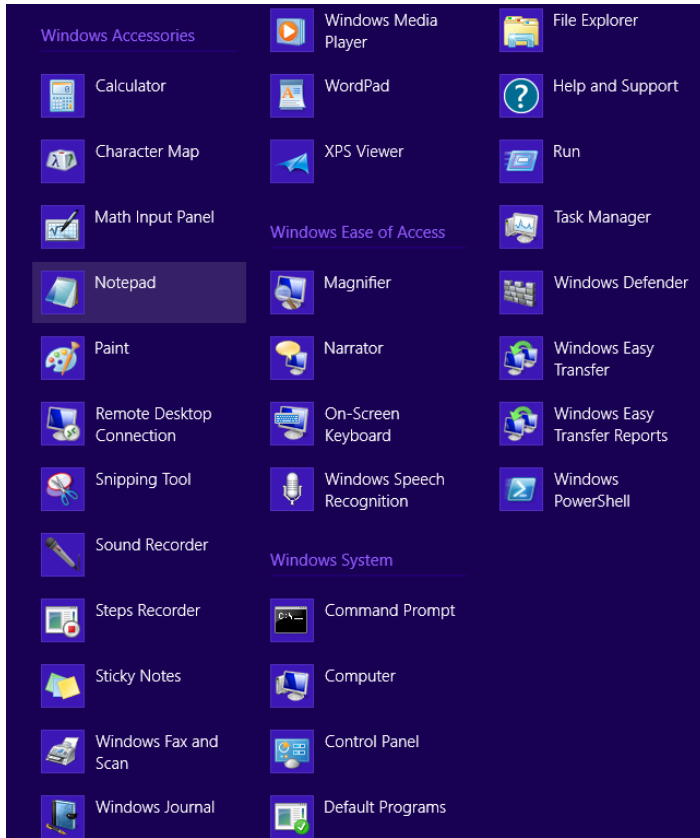 Windows Accessories
Calculator
Character Map
Math Input Panel
Notepad
Paint
Remote Desktop
Connection
Snipping Tool
Sound Recorder
Steps Recorder
Sticky Notes
Windows Fax and
Scan
Windows Journal
Windows Media
Player
WordPad
XPS Viewer
Windows Ease of Access
Magnifier
Narrator
On-Screen
Keyboard
Windows Speech
Recognition
Windows System
Command Prompt
Computer
Control Panel
Default Programs
File Explorer
Help and Support
Run
Task Manager
Windows Defender
Windows Easy
Transfer
Windows Easy
Transfer Reports
Windows
PowerShell